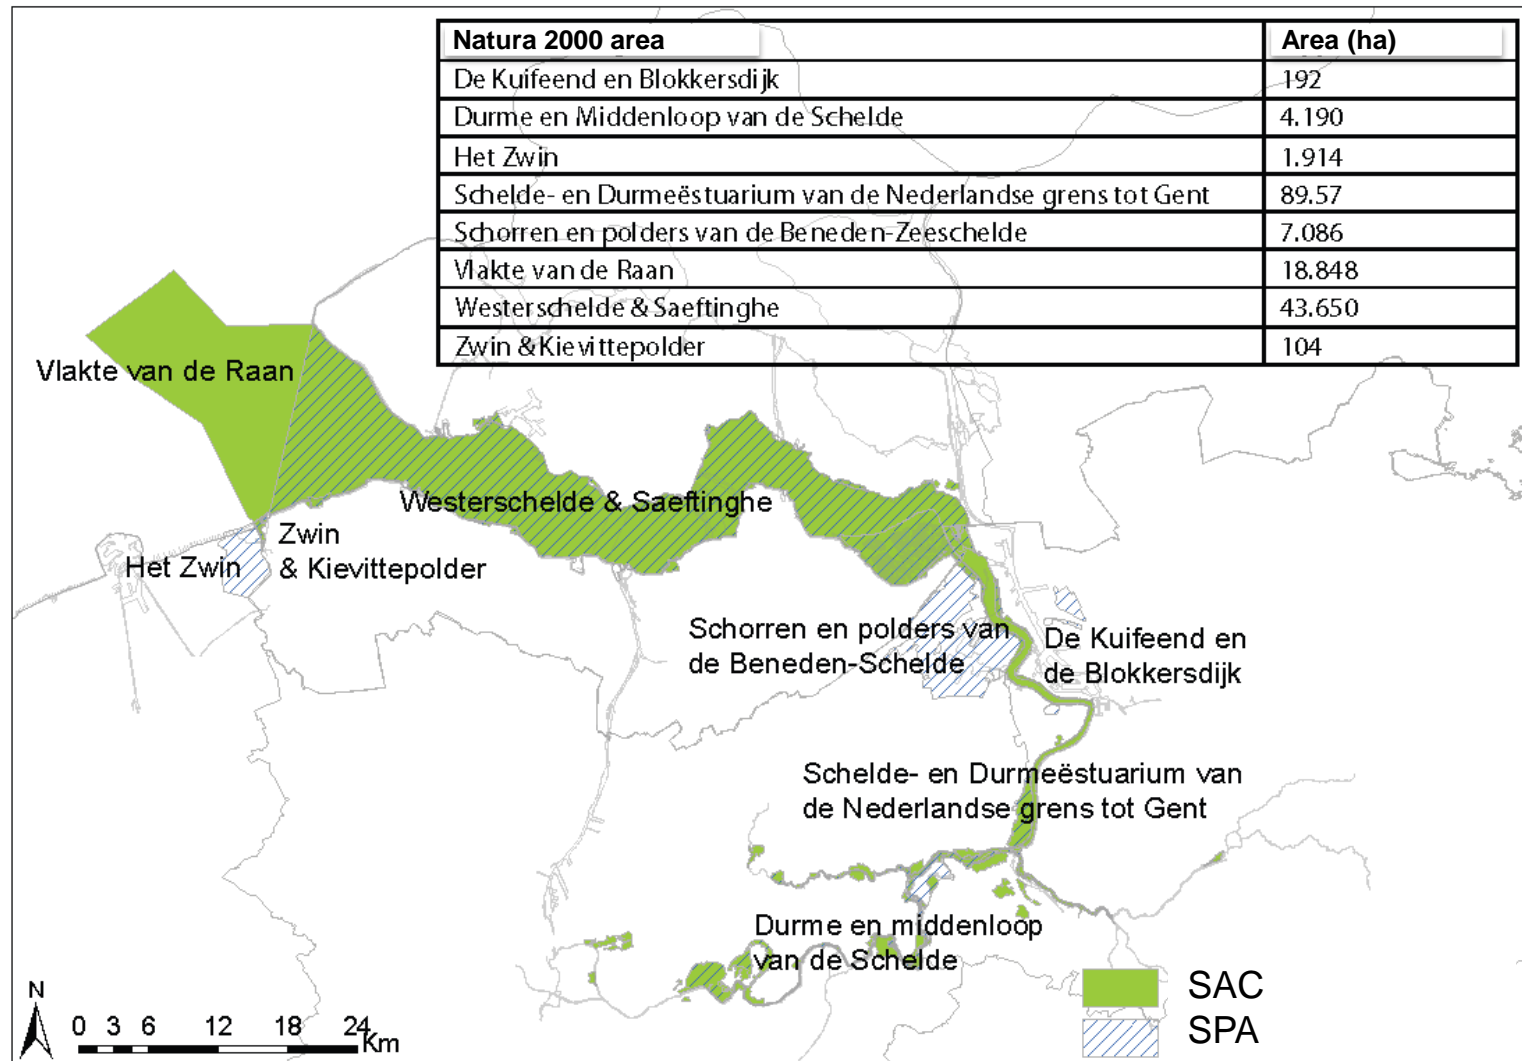 Natura 2000 area Area (ha)
De Kuifeend en Blokkersdijk 192
Durme en Middenloop van de Schelde 4.190
Het Zwin 1.914
Schelde- en Durmeëstuarium van de Nederlandse grens tot Gent 89.57
Schorren en polders van de Beneden-Zeeschelde 7.086
Vlakte van de Raan 18.848
Westerschelde & Saeftinghe 43.650
Zwin & Kievittepolder 104
Vlakte van de Raan
Westerschelde & Saeftinghe
Zwin
& Kievittepolder
Het Zwin
Schorren en polders van
de Beneden-Schelde
De Kuifeend en
de Blokkersdijk
Schelde- en Durmeëstuarium van
de Nederlandse grens tot Gent
Durme en middenloop
van de Schelde
SAC
SPA
N
0 3 6 12 18 24
Km